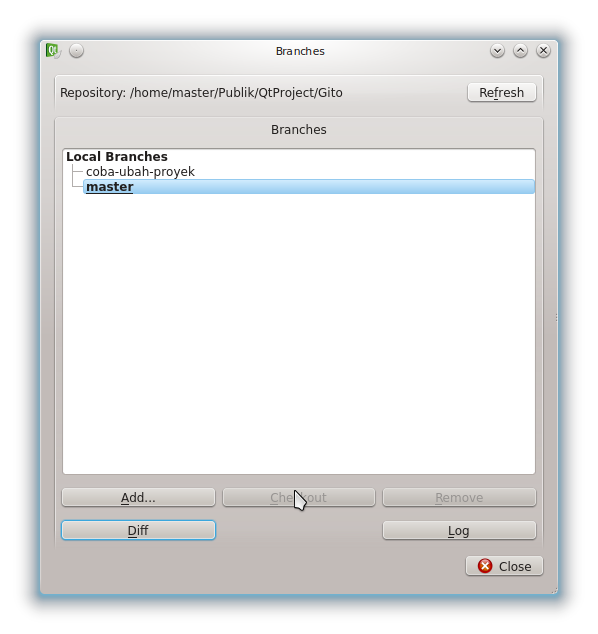 Branches
Repository: /home/master/Publik/QtProject/Gito
Refresh
Branches
Local Branches
coba-ubah-proyek
master
Add... Checkout Remove
Diff Log
Close